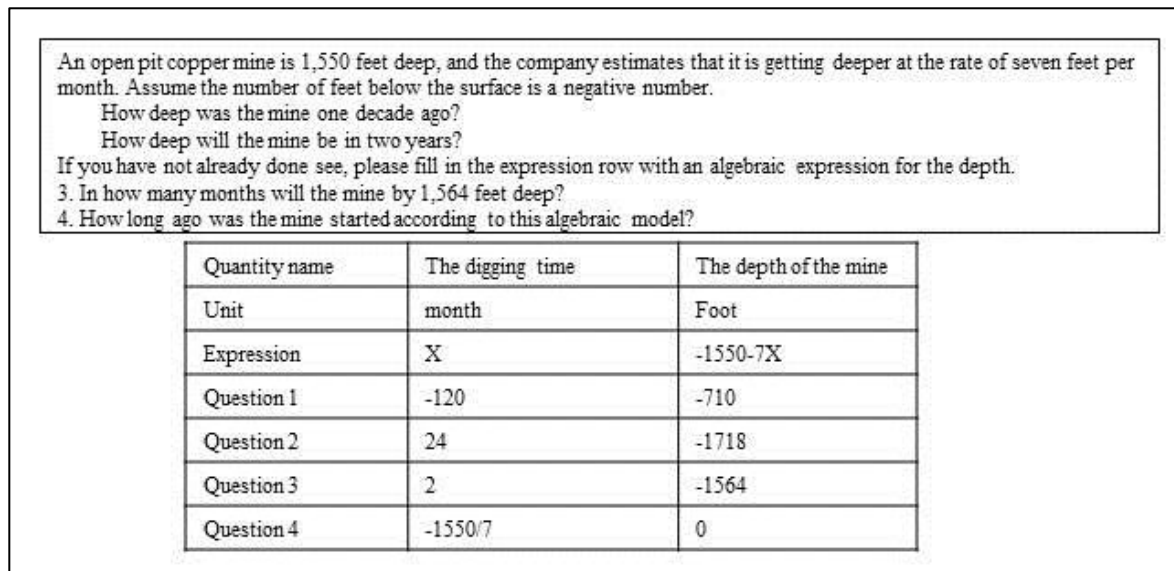 An open pit copper mine is 1,550 feet deep, and the company estimates that it is getting deeper at the rate of seven feet per
month. Assume the number of feet below the surface is a negative number.
How deep was the mine one decade ago?
How deep will the mine be in two years?
If you have not already done see, please fill in the expression row with an algebraic expression for the depth.
3. In how many months will the mine by 1,564 feet deep?
4. How long ago was the mine started according to this algebraic model?
Quantity name The digging time The depth of the mine
Unit month Foot
Expression X -1550-7X
Question 1 -120 -710
Question 2 24 -1718
Question 3 2 -1564
Question 4 -1550/7 0